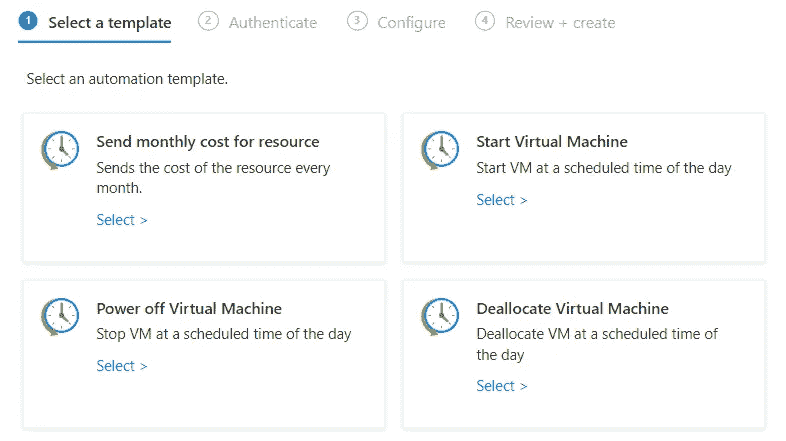 1 Select a template 2 Authenticate 3 Configure 4 Review + create
Select an automation template.
Send monthly cost for resource
Sends the cost of the resource every
month.
Select >
Start Virtual Machine
Start VM at a scheduled time of the day
Select >
Power off Virtual Machine
Stop VM at a scheduled time of the day
Select >
Deallocate Virtual Machine
Deallocate VM at a scheduled time of
the day
Select >